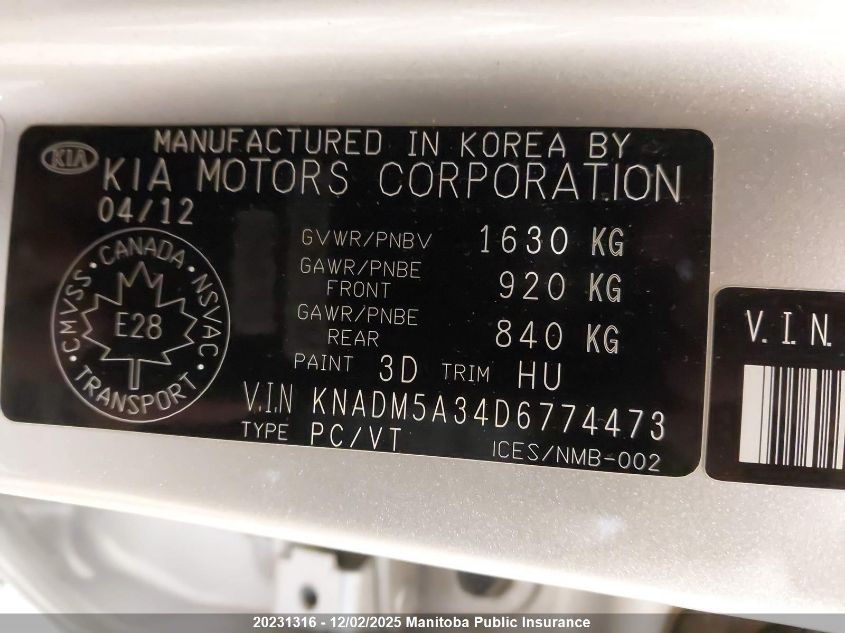 MANUFACTURED IN KOREA BY
KIA
KIA MOTORS CORPORATION
04/12
GVWR/PNBV 1630 KG
GAWR/PNBE FRONT 920 KG
GAWR/PNBE REAR 840 KG
PAINT 3D TRIM HU
V.I.N KNADM5A34D6774473
TYPE PC/VT
ICES/NMB-002
CANADA
CMVSS • NSVAC
E28
TRANSPORT
V.I.N.
20231316 - 12/02/2025 Manitoba Public Insurance